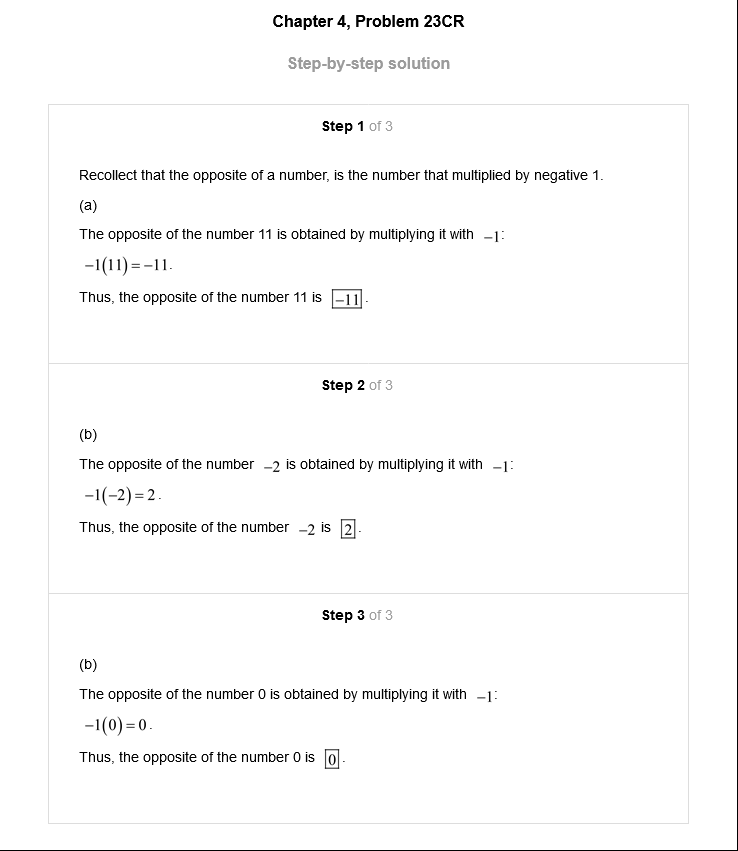 Chapter 4, Problem 23CR
Step-by-step solution
Step 1 of 3
Recollect that the opposite of a number, is the number that multiplied by negative 1.
(a)
The opposite of the number 11 is obtained by multiplying it with −1:
−1(11)=−11.
Thus, the opposite of the number 11 is −11.
Step 2 of 3
(b)
The opposite of the number −2 is obtained by multiplying it with −1:
−1(−2)=2.
Thus, the opposite of the number −2 is 2.
Step 3 of 3
(b)
The opposite of the number 0 is obtained by multiplying it with −1:
−1(0)=0.
Thus, the opposite of the number 0 is 0.